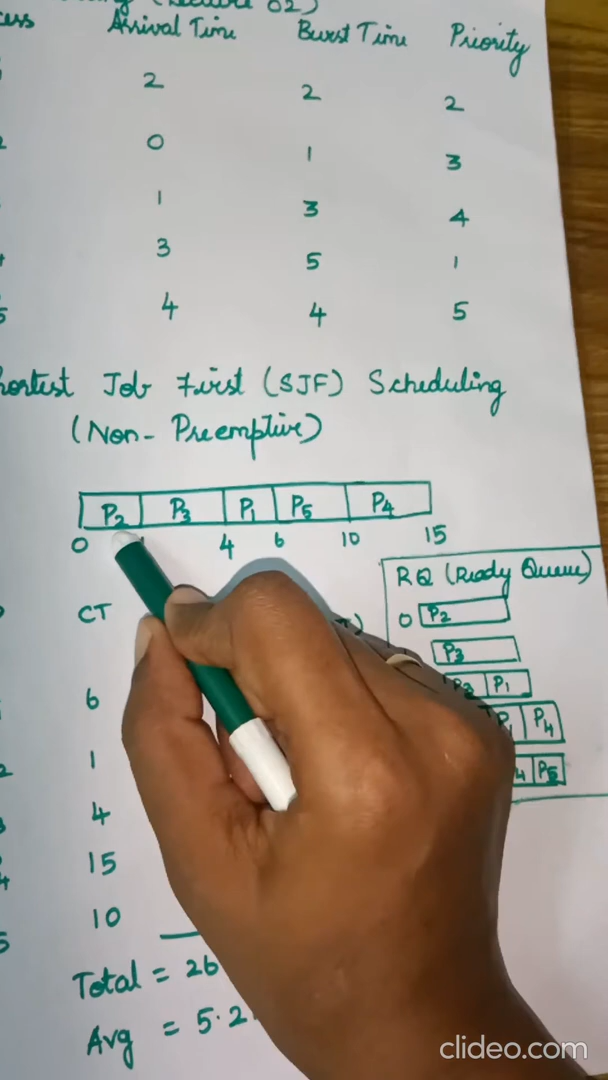 (Lecture 02)
Arrival Time Burst Time Priority
2 2 2
0 1 3
1 3 4
3 5 1
4 4 5
Job First (SJF) Scheduling
(Non-Preemptive)
P2 P3 P1 P5 P4
0 4 6 10 15
RQ (Ready Queue)
CT
0 P2
P3
P1
6
P4
1
P5
4
15
10
Total = 26
Avg = 5.2
clideo.com